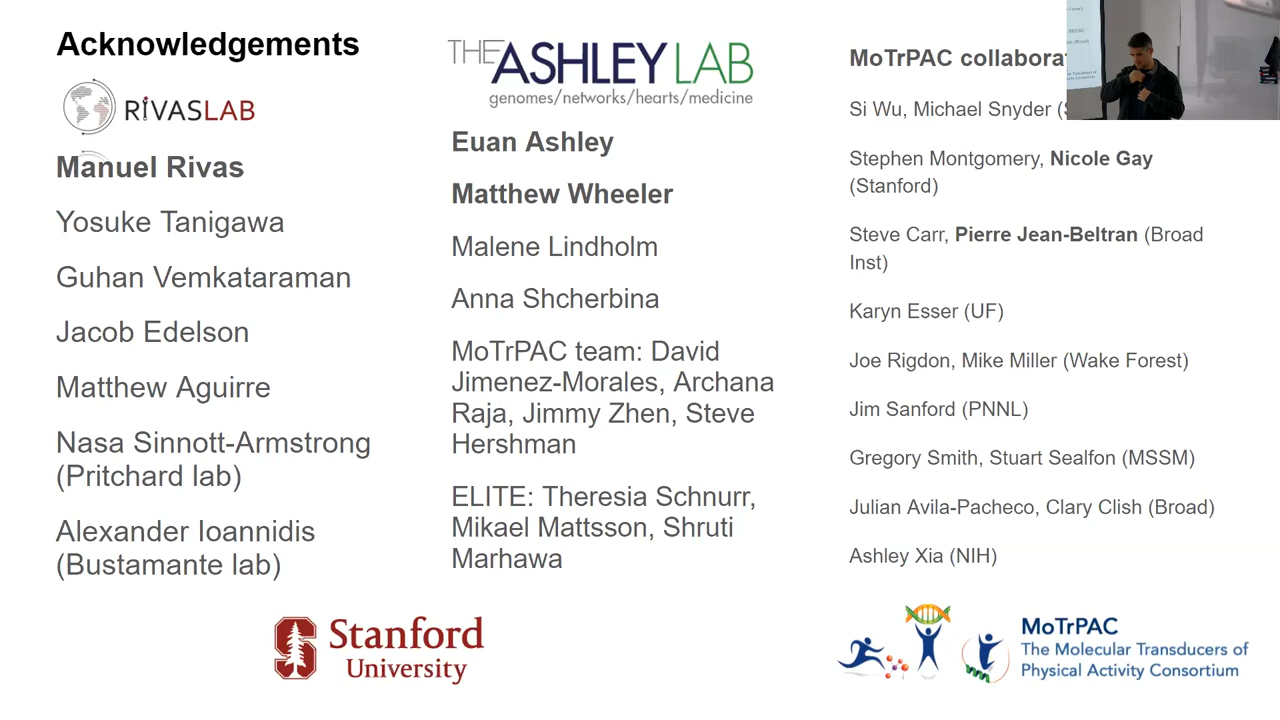 Acknowledgements
RIVASLAB
Manuel Rivas
Yosuke Tanigawa
Guhan Vemkataraman
Jacob Edelson
Matthew Aguirre
Nasa Sinnott-Armstrong
(Pritchard lab)
Alexander Ioannidis
(Bustamante lab)
THE ASHLEY LAB
genomes/networks/hearts/medicine
Euan Ashley
Matthew Wheeler
Malene Lindholm
Anna Shcherbina
MoTrPAC team: David
Jimenez-Morales, Archana
Raja, Jimmy Zhen, Steve
Hershman
ELITE: Theresia Schnurr,
Mikael Mattsson, Shruti
Marhawa
MoTrPAC
Si Wu, Michael Snyder
Stephen Montgomery, Nicole Gay
(Stanford)
Steve Carr, Pierre Jean-Beltran (Broad
Inst)
Karyn Esser (UF)
Joe Rigdon, Mike Miller (Wake Forest)
Jim Sanford (PNNL)
Gregory Smith, Stuart Sealfon (MSSM)
Julian Avila-Pacheco, Clary Clish (Broad)
Ashley Xia (NIH)
Stanford
University
MoTrPAC
The Molecular Transducers of
Physical Activity Consortium